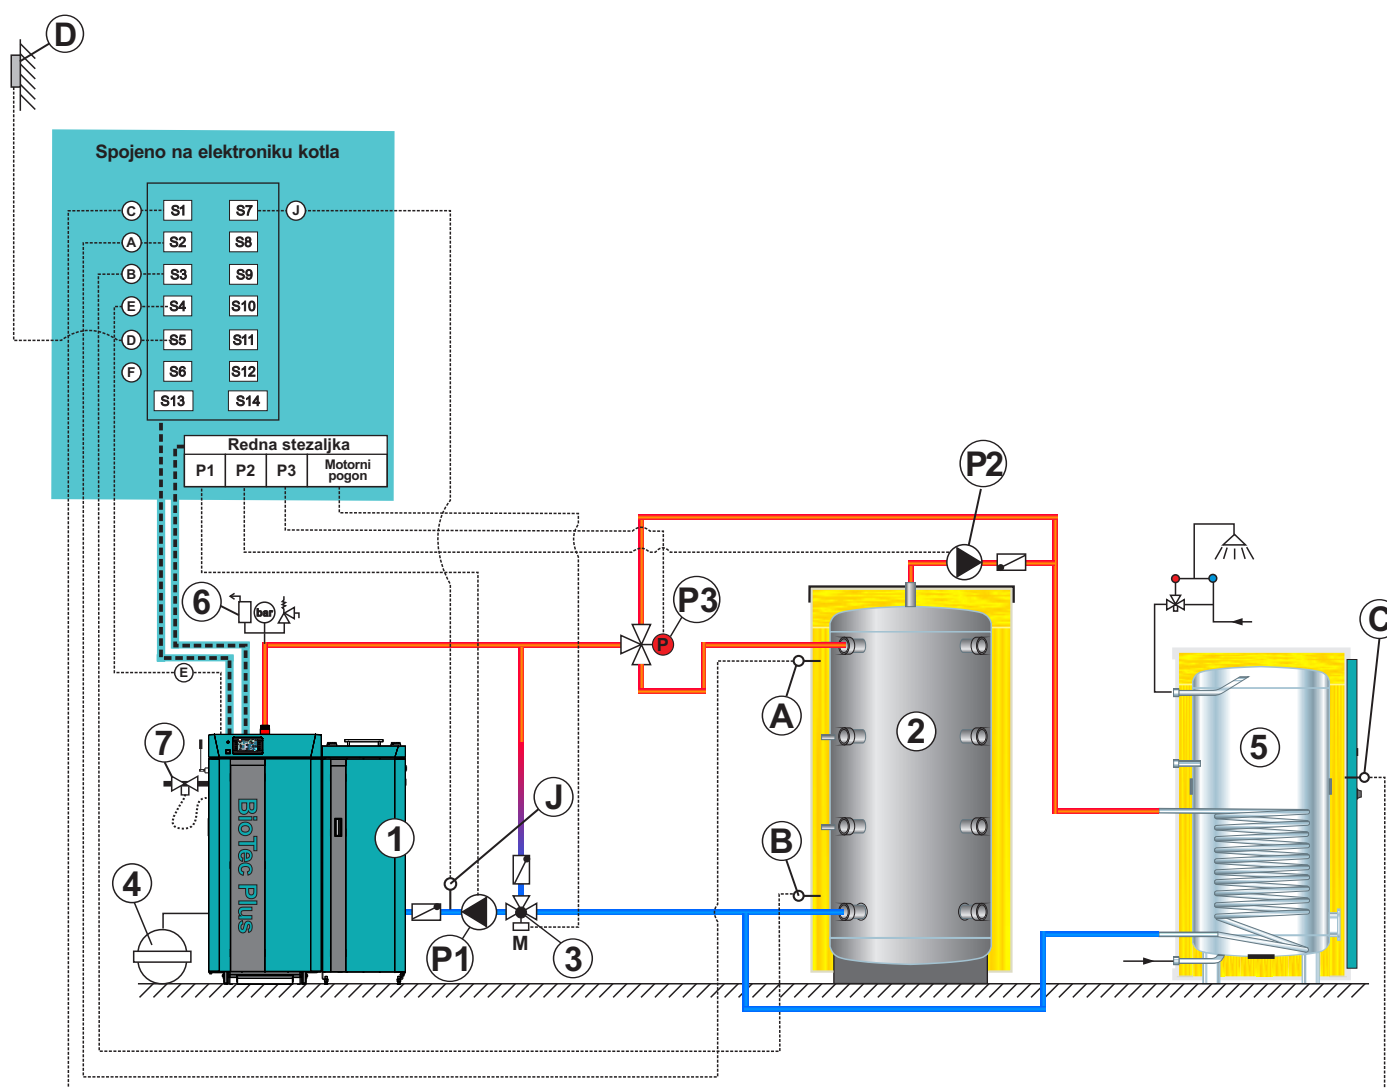 D
Spojeno na elektroniku kotla
C S1 S7 J
A S2 S8
B S3 S9
E S4 S10
D S5 S11
F S6 S12
S13 S14
Redna stezaljka
P1 P2 P3 Motorni
pogon
P2
6 bar
P3
P
C
E
A
2
7
5
J
1
B
BioTec Plus
4
P1
M
3